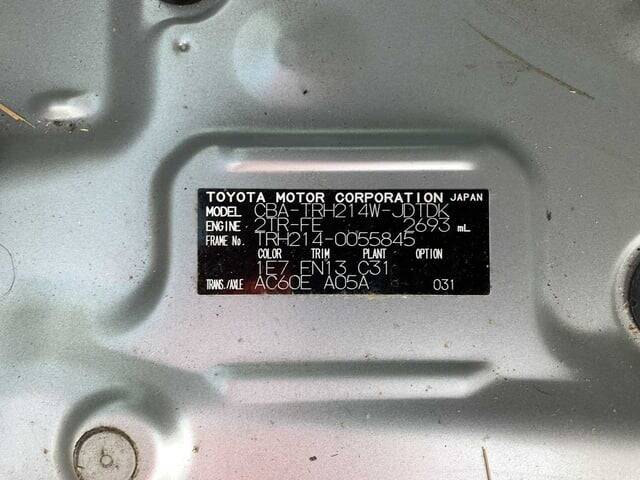 TOYOTA MOTOR CORPORATION JAPAN
MODEL CBA-TRH214W-JDTDK
ENGINE 2TR-FE 2693 mL
FRAME No. TRH214-0055845
COLOR TRIM PLANT OPTION
1E7 FN13 C31
TRANS./AXLE AC60E A05A 031